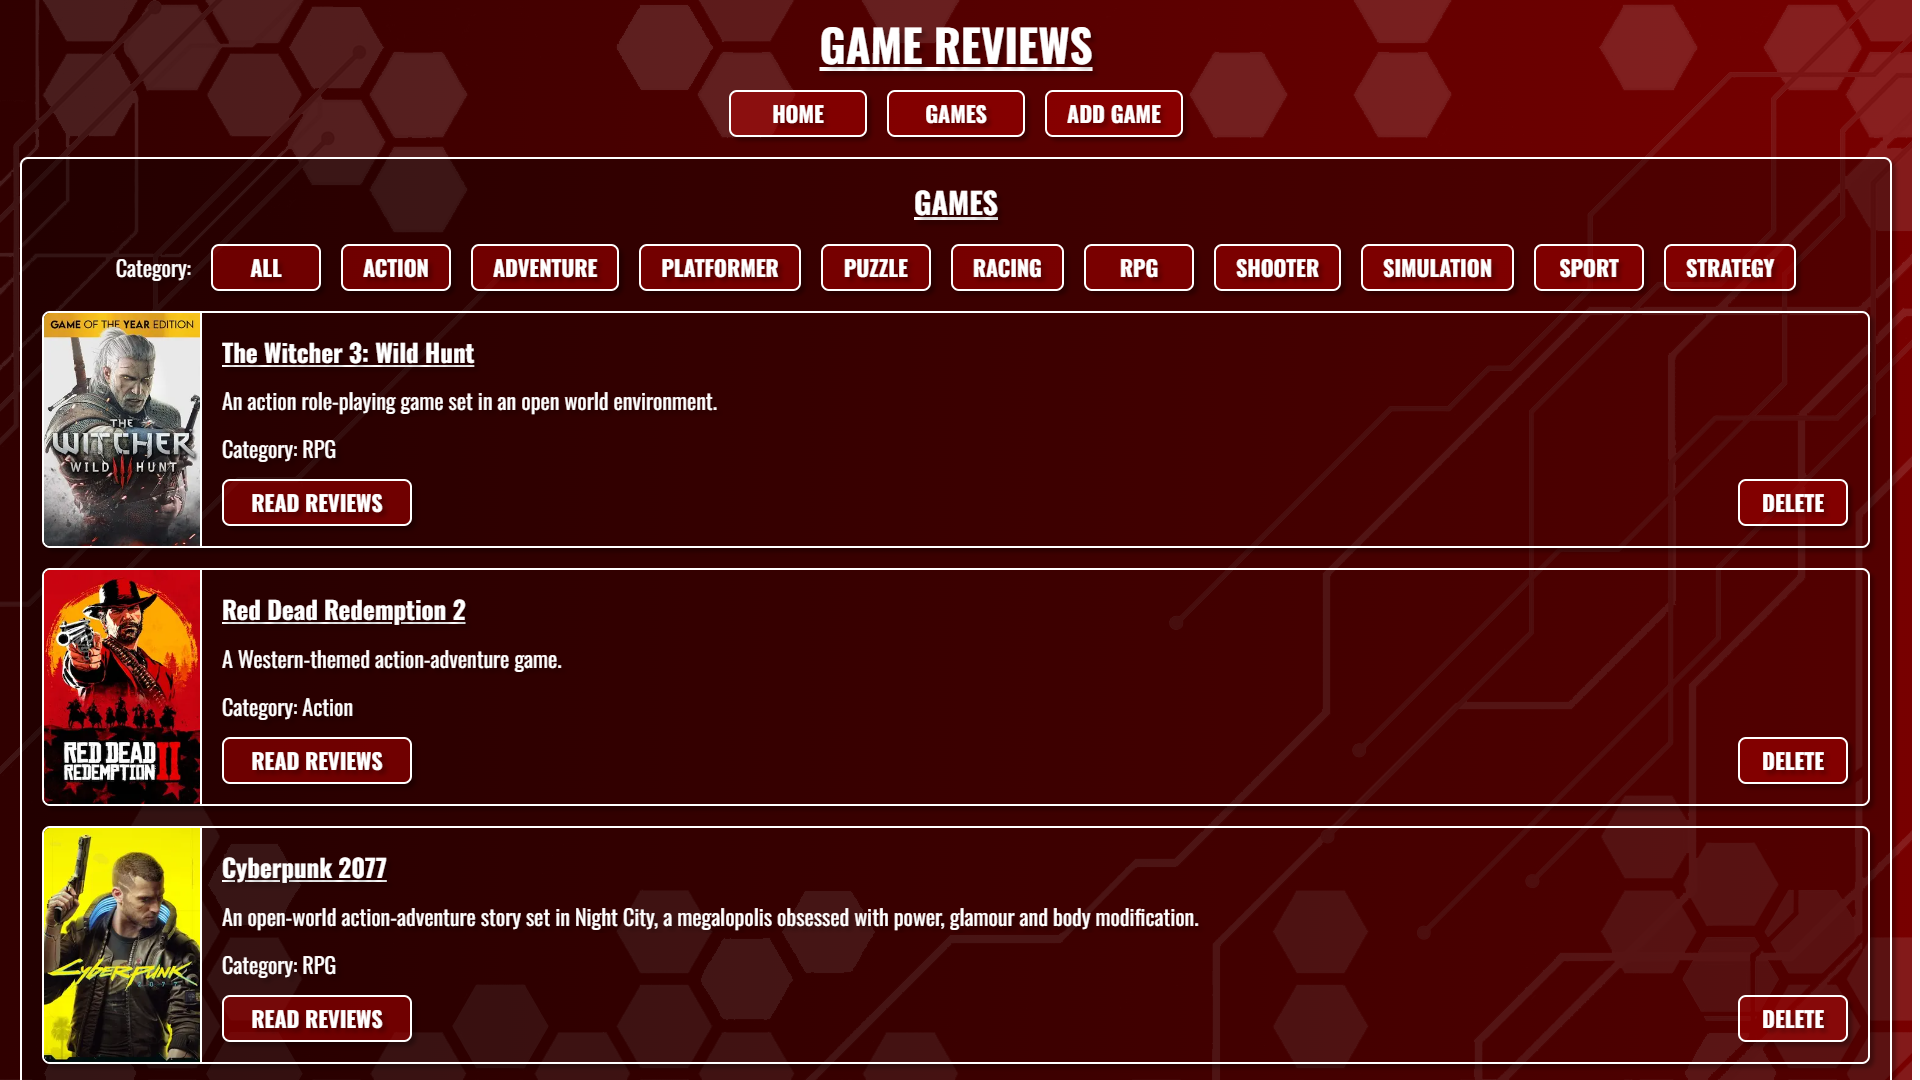 GAME REVIEWS
HOME GAMES ADD GAME
GAMES
Category: ALL ACTION ADVENTURE PLATFORMER PUZZLE RACING RPG SHOOTER SIMULATION SPORT STRATEGY
GAME OF THE YEAR EDITION
THE
WITCHER
WILD HUNT
The Witcher 3: Wild Hunt
An action role-playing game set in an open world environment.
Category: RPG
READ REVIEWS DELETE
RED DEAD
REDEMPTION II
Red Dead Redemption 2
A Western-themed action-adventure game.
Category: Action
READ REVIEWS DELETE
Cyberpunk
2077
Cyberpunk 2077
An open-world action-adventure story set in Night City, a megalopolis obsessed with power, glamour and body modification.
Category: RPG
READ REVIEWS DELETE